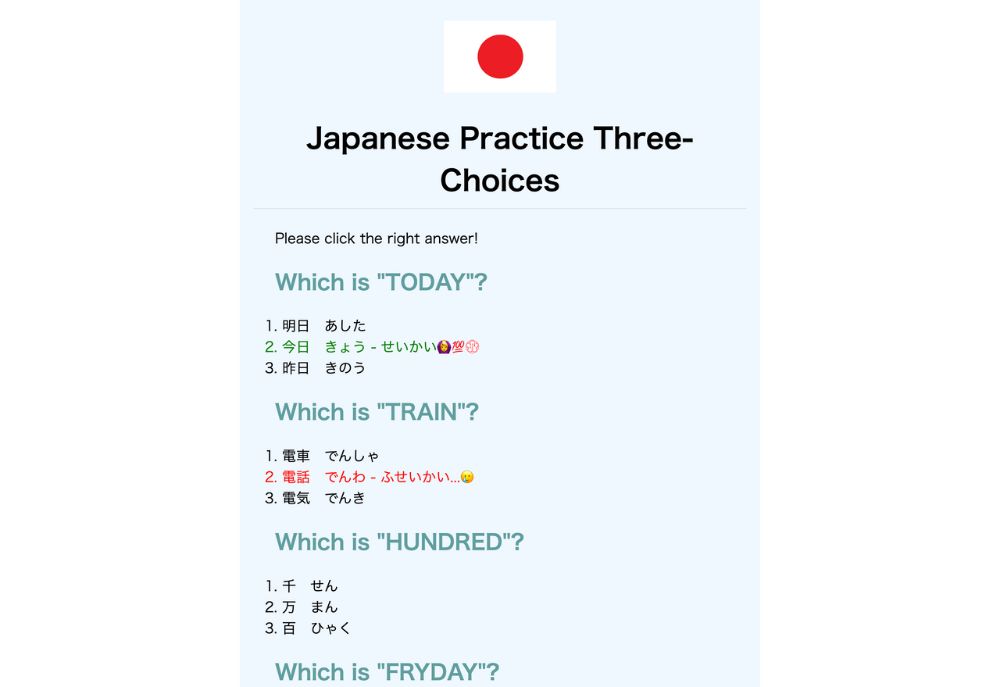 Japanese Practice Three-
Choices
Please click the right answer!
Which is "TODAY"?
1. 明日　あした
2. 今日　きょう - せいかい🙆‍♀️💯💮
3. 昨日　きのう
Which is "TRAIN"?
1. 電車　でんしゃ
2. 電話　でんわ - ふせいかい...😢
3. 電気　でんき
Which is "HUNDRED"?
1. 千　せん
2. 万　まん
3. 百　ひゃく
Which is "FRYDAY"?